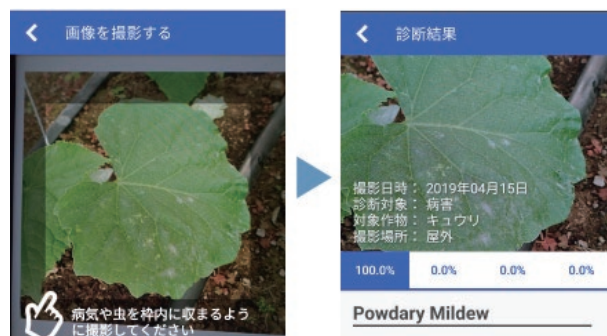 画像を撮影する
病気や虫を枠内に収まるよう
に撮影してください
診断結果
撮影日時： 2019年04月15日
診断対象： 病害
対象作物： キュウリ
撮影場所： 屋外
100.0%
0.0%
0.0%
0.0%
Powdary Mildew